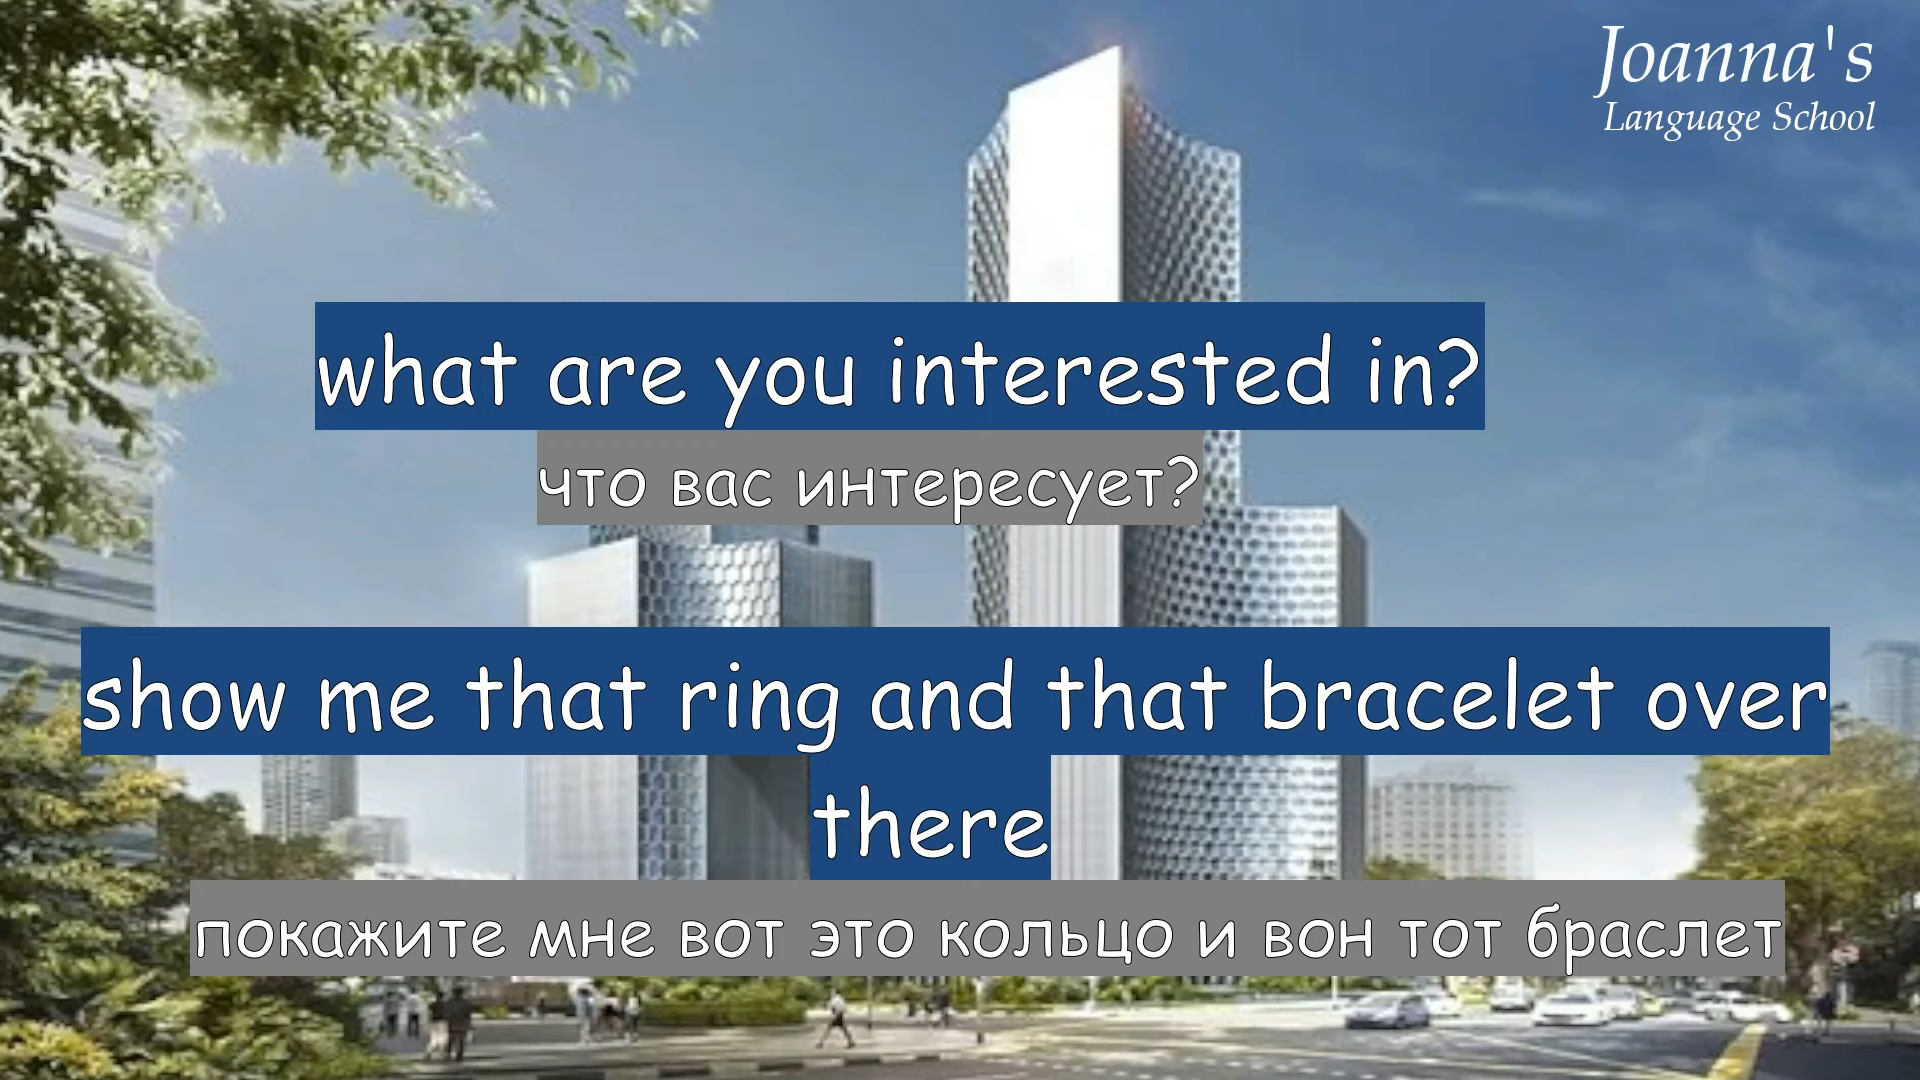 Joanna's
Language School
what are you interested in?
что вас интересует?
show me that ring and that bracelet over
there
покажите мне вот это кольцо и вон тот браслет